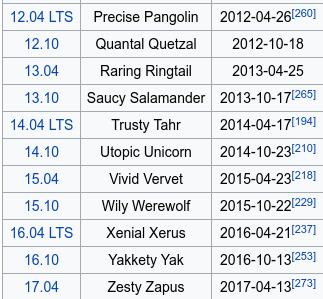 12.04 LTS Precise Pangolin 2012-04-26[260]
12.10 Quantal Quetzal 2012-10-18
13.04 Raring Ringtail 2013-04-25
13.10 Saucy Salamander 2013-10-17[265]
14.04 LTS Trusty Tahr 2014-04-17[194]
14.10 Utopic Unicorn 2014-10-23[210]
15.04 Vivid Vervet 2015-04-23[218]
15.10 Wily Werewolf 2015-10-22[229]
16.04 LTS Xenial Xerus 2016-04-21[237]
16.10 Yakkety Yak 2016-10-13[253]
17.04 Zesty Zapus 2017-04-13[273]